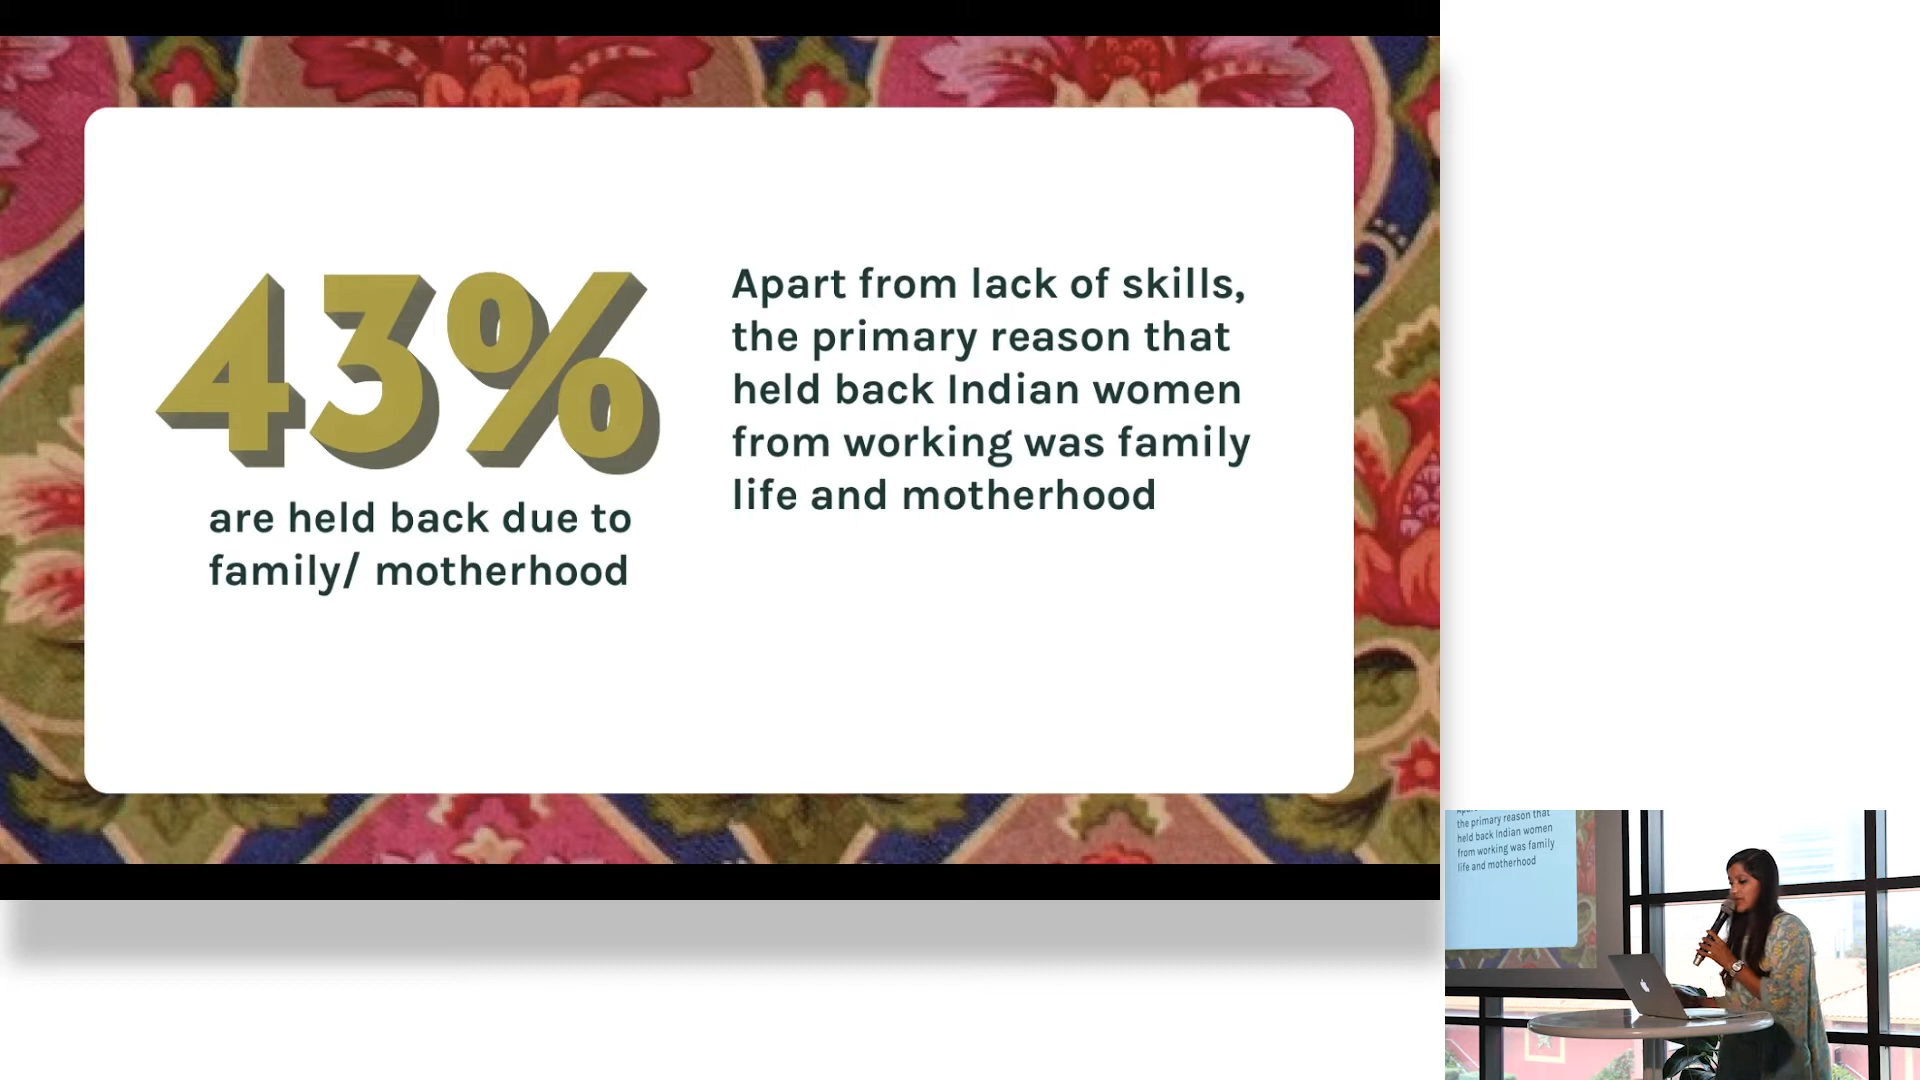 43%
are held back due to
family/ motherhood
Apart from lack of skills,
the primary reason that
held back Indian women
from working was family
life and motherhood
the primary reason that
held back Indian women
from working was family
life and motherhood